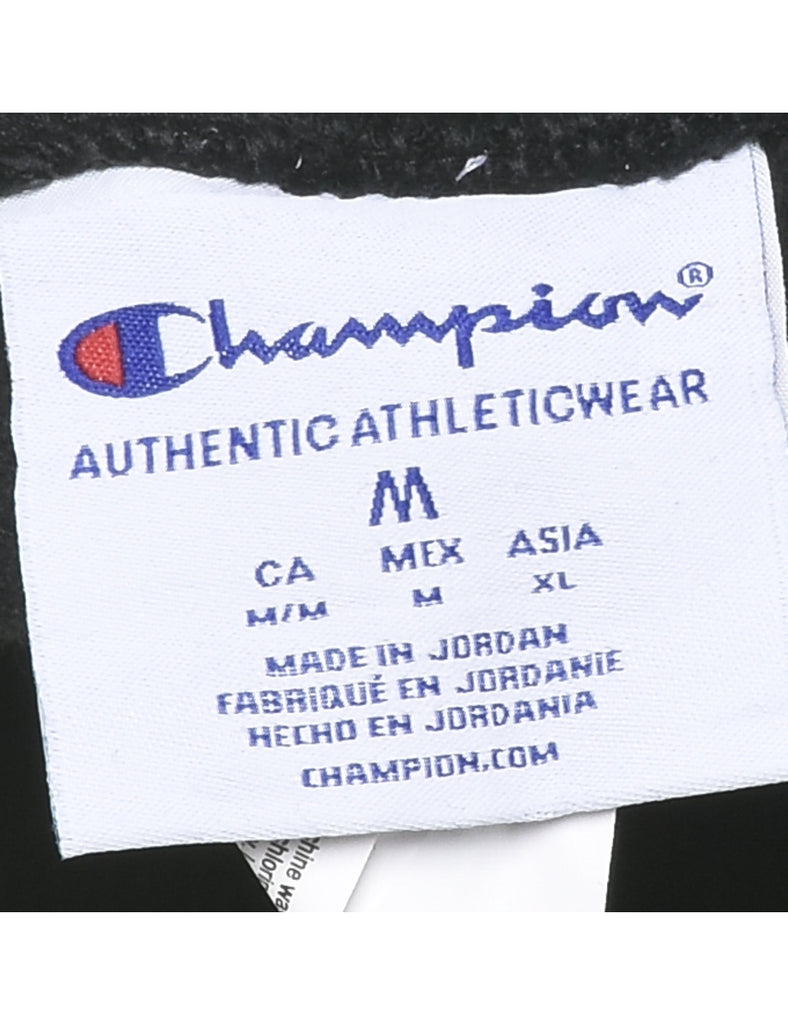 Champion®
AUTHENTIC ATHLETICWEAR
M
CA MEX ASIA
M/M M XL
MADE IN JORDAN
FABRIQUÉ EN JORDANIE
HECHO EN JORDANIA
CHAMPION.COM